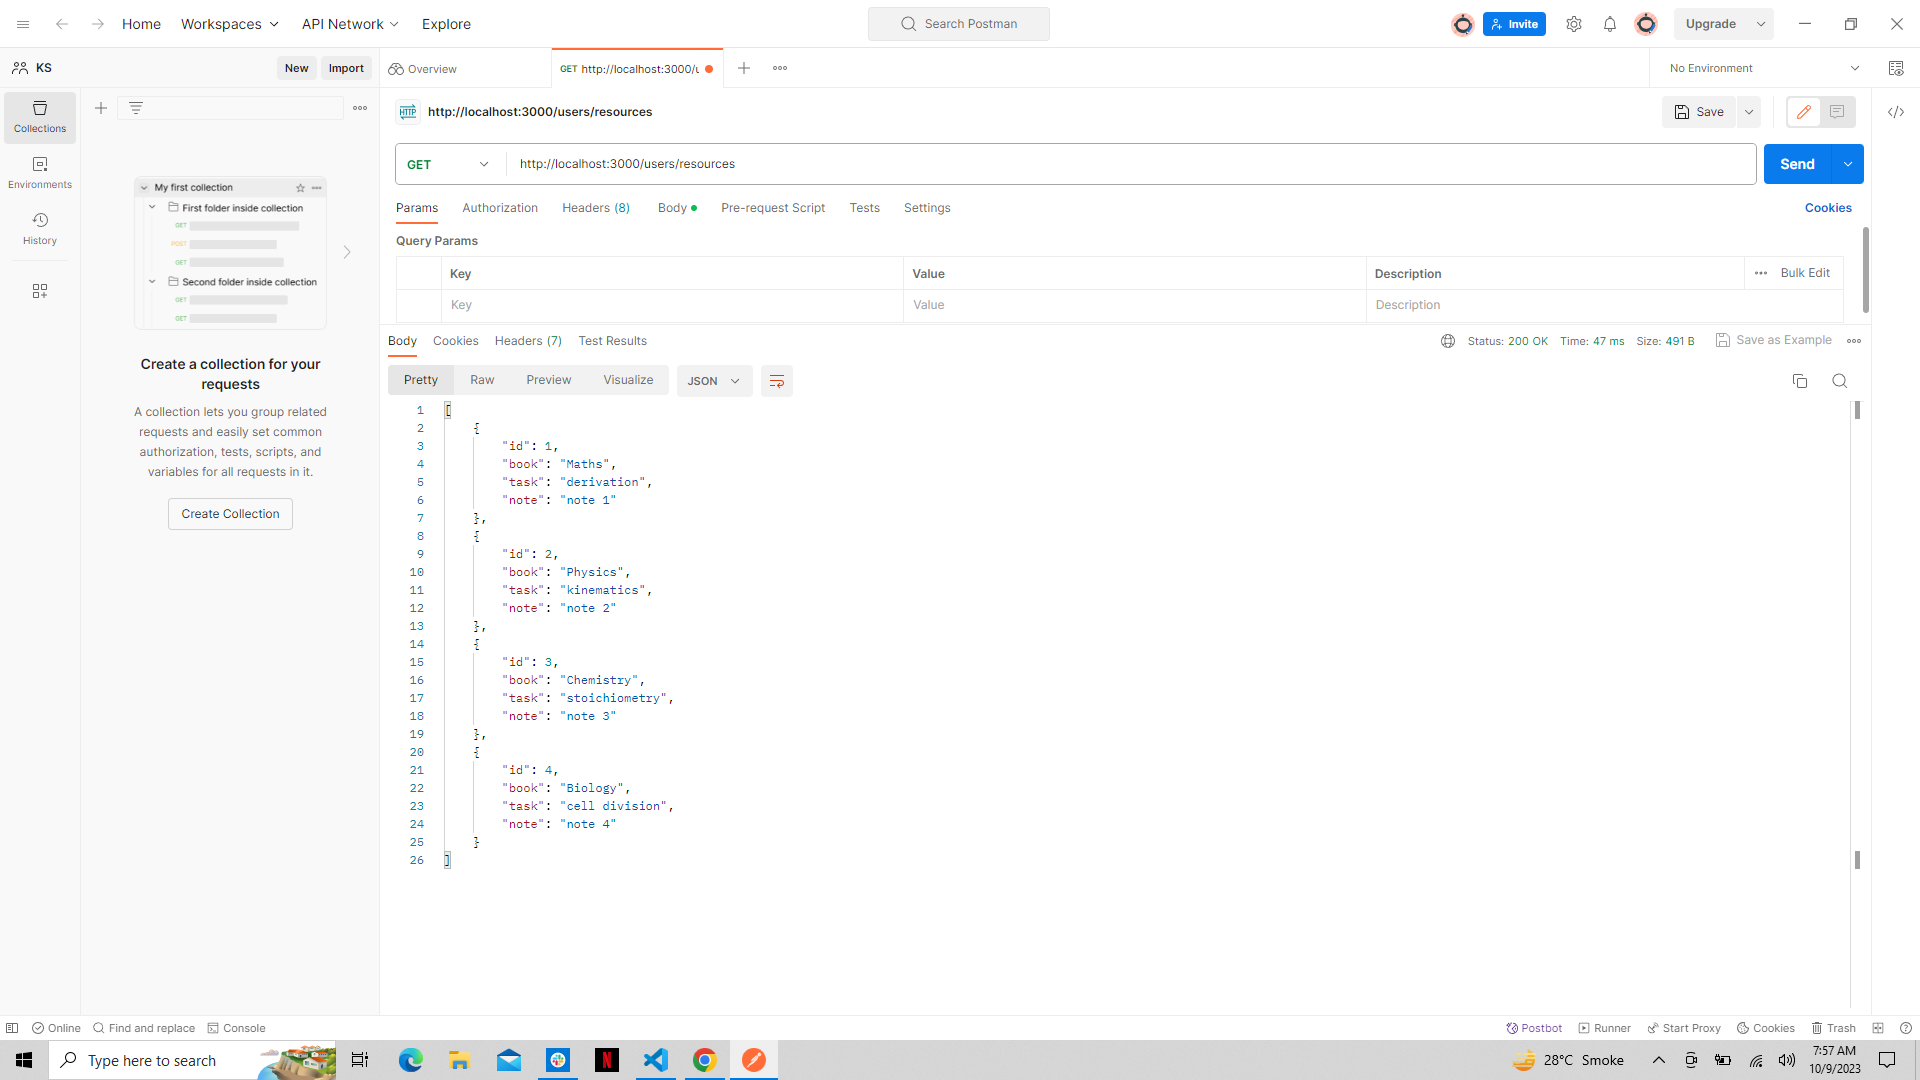 Home Workspaces API Network Explore Search Postman Invite Upgrade
KS New Import Overview GET http://localhost:3000/u No Environment
Collections
Environments
History
My first collection
First folder inside collection
GET
POST
GET
Second folder inside collection
GET
GET
Create a collection for your
requests
A collection lets you group related
requests and easily set common
authorization, tests, scripts, and
variables for all requests in it.
Create Collection
HTTP http://localhost:3000/users/resources Save
GET http://localhost:3000/users/resources Send
Params Authorization Headers (8) Body Pre-request Script Tests Settings Cookies
Query Params
Key Value Description Bulk Edit
Key Value Description
Body Cookies Headers (7) Test Results Status: 200 OK Time: 47 ms Size: 491 B Save as Example
Pretty Raw Preview Visualize JSON
1 [
2 {
3 "id": 1,
4 "book": "Maths",
5 "task": "derivation",
6 "note": "note 1"
7 },
8 {
9 "id": 2,
10 "book": "Physics",
11 "task": "kinematics",
12 "note": "note 2"
13 },
14 {
15 "id": 3,
16 "book": "Chemistry",
17 "task": "stoichiometry",
18 "note": "note 3"
19 },
20 {
21 "id": 4,
22 "book": "Biology",
23 "task": "cell division",
24 "note": "note 4"
25 }
26 ]
Online Find and replace Console Postbot Runner Start Proxy Cookies Trash
Type here to search N 28°C Smoke 7:57 AM
10/9/2023